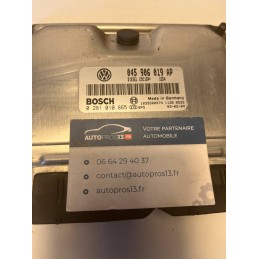 045 906 019 AP
BOSCH
Made in Germany
0 281 010 865
AUTOPROS13
VOTRE PARTENAIRE
AUTOMOBILE
06 64 29 40 37
contact@autopros13.fr
autopros13.fr